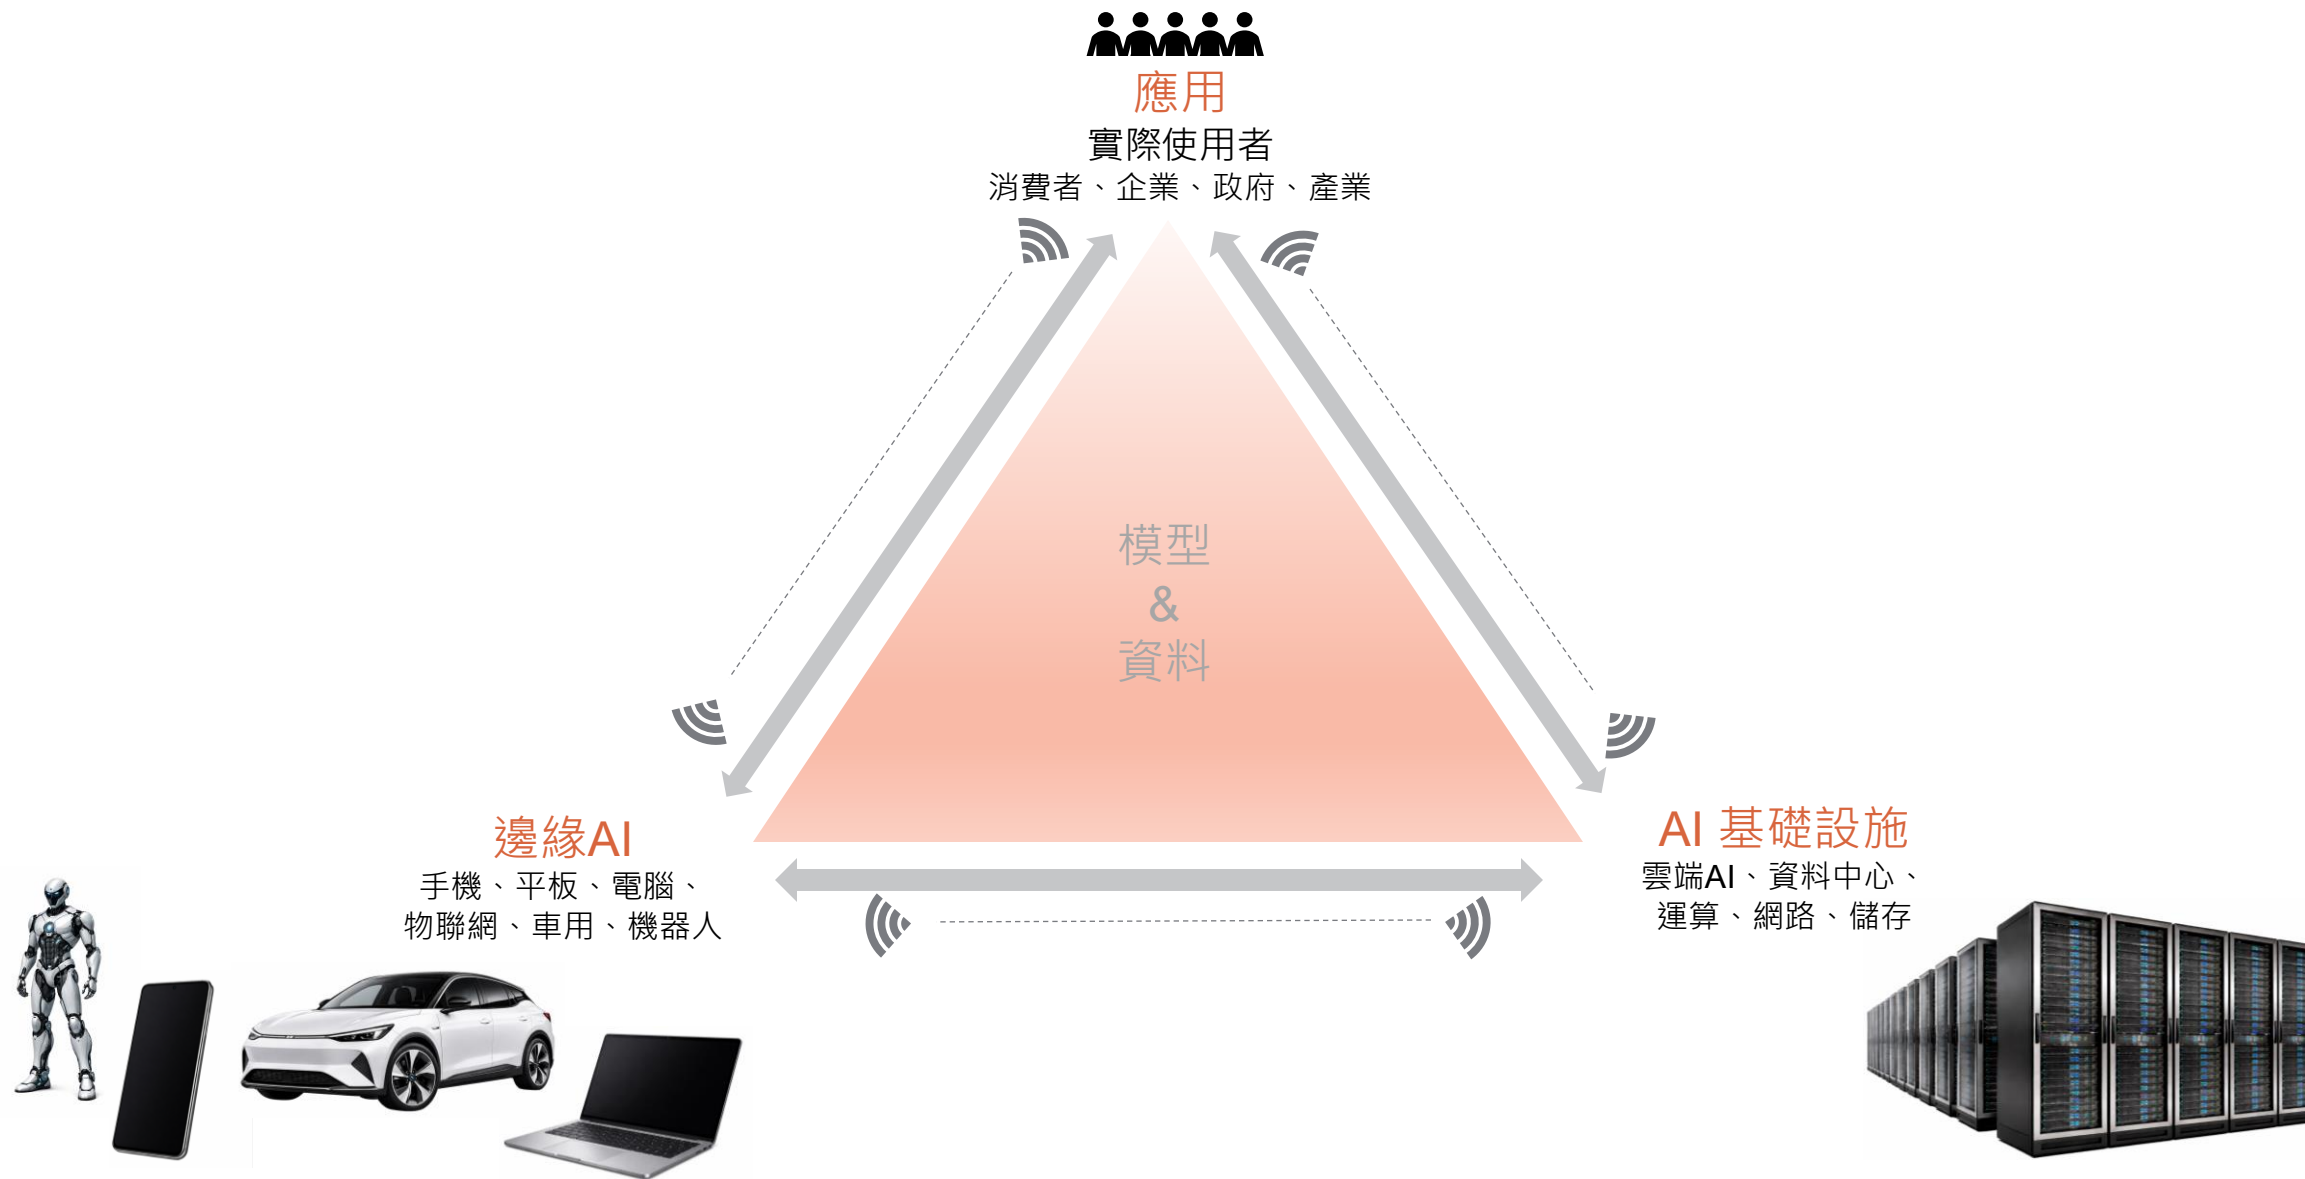 應用
實際使用者
消費者、企業、政府、產業
模型
&
資料
邊緣AI
手機、平板、電腦、
物聯網、車用、機器人
AI 基礎設施
雲端AI、資料中心、
運算、網路、儲存